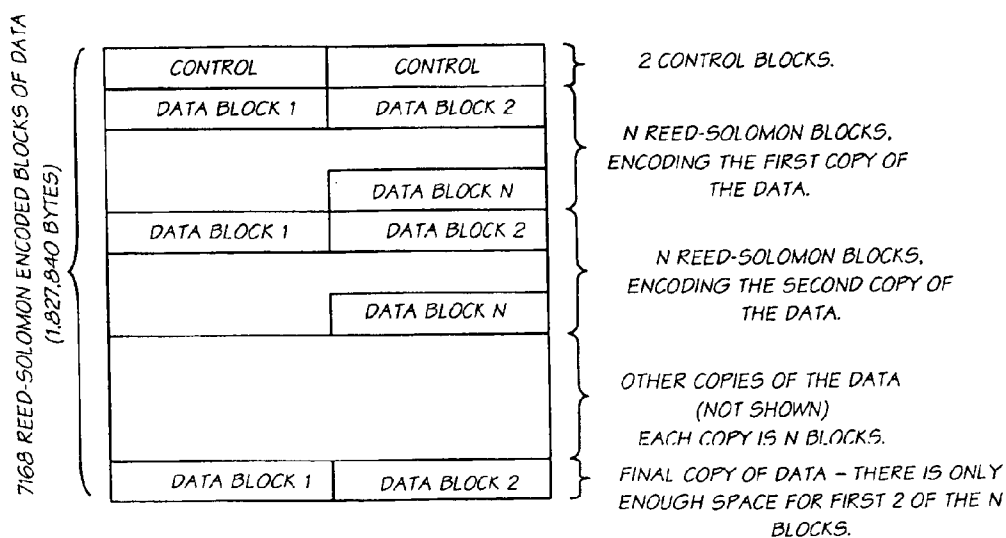 7168 REED-SOLOMON ENCODED BLOCKS OF DATA
(1,827,840 BYTES)
CONTROL CONTROL
2 CONTROL BLOCKS.
DATA BLOCK 1 DATA BLOCK 2
N REED-SOLOMON BLOCKS,
ENCODING THE FIRST COPY OF
THE DATA.
DATA BLOCK N
DATA BLOCK 1 DATA BLOCK 2
N REED-SOLOMON BLOCKS,
ENCODING THE SECOND COPY OF
THE DATA.
DATA BLOCK N
OTHER COPIES OF THE DATA
(NOT SHOWN)
EACH COPY IS N BLOCKS.
DATA BLOCK 1 DATA BLOCK 2
FINAL COPY OF DATA – THERE IS ONLY
ENOUGH SPACE FOR FIRST 2 OF THE N
BLOCKS.